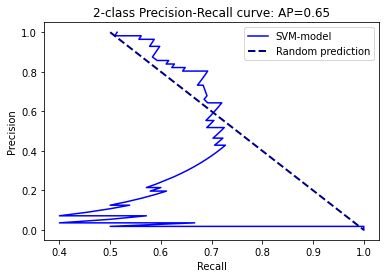 2-class Precision-Recall curve: AP=0.65
SVM-model
Random prediction
Precision
1.0
0.8
0.6
0.4
0.2
0.0
0.4 0.5 0.6 0.7 0.8 0.9 1.0
Recall